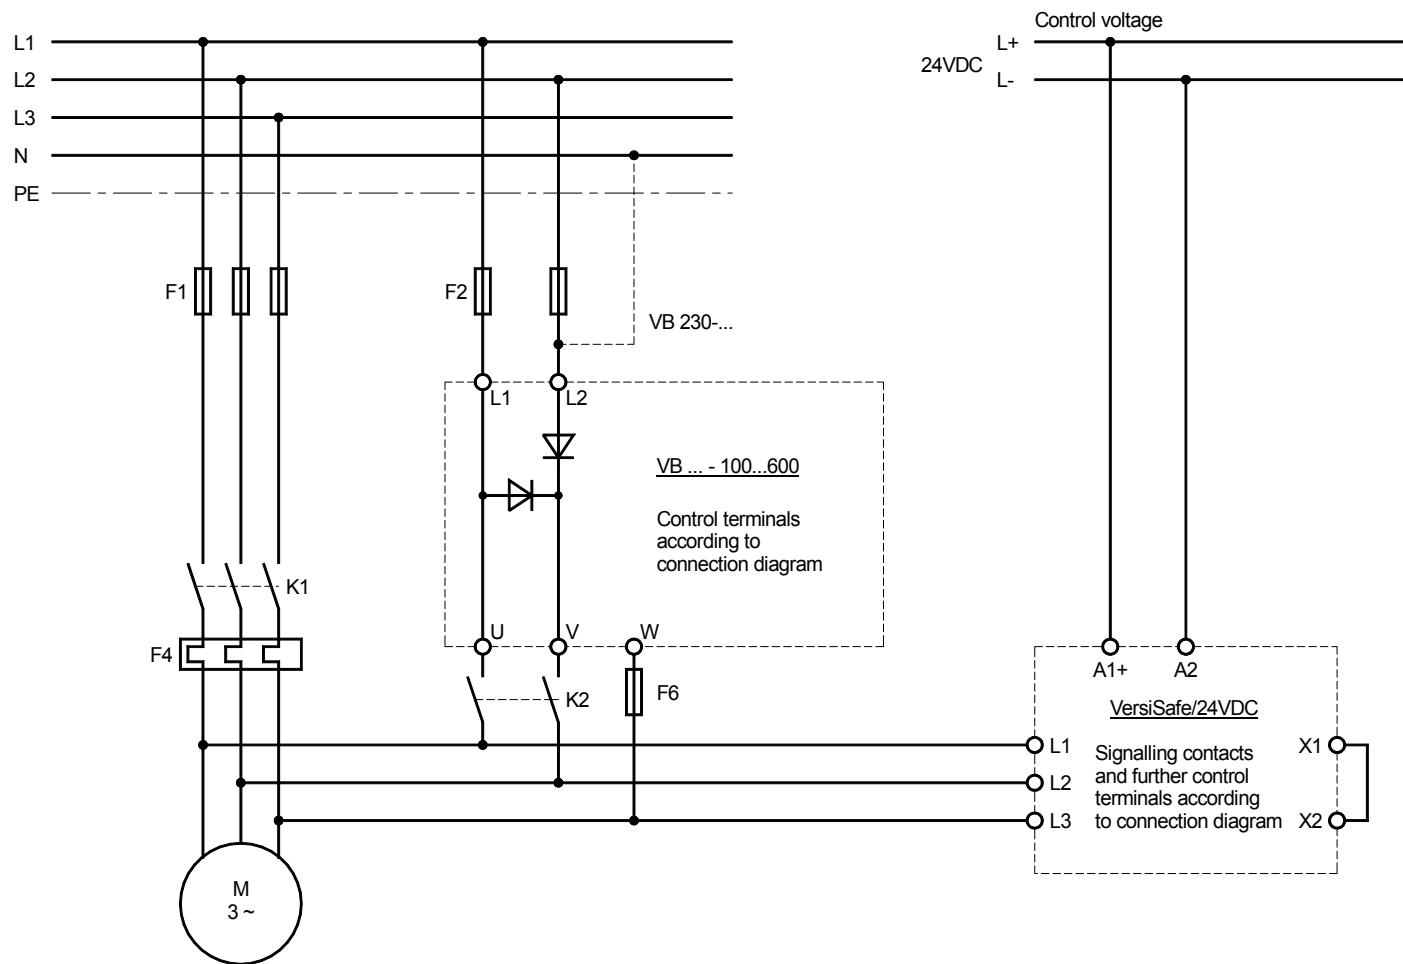 Control voltage
L1
L+
24VDC
L2
L-
L3
N
PE
F1
F2
VB 230-...
L1
L2
VB ... - 100...600
Control terminals
according to
connection diagram
K1
U
V
W
F4
K2
F6
A1+
A2
VersiSafe/24VDC
L1
Signalling contacts
and further control
terminals according
to connection diagram
X1
L2
L3
X2
M
3 ~